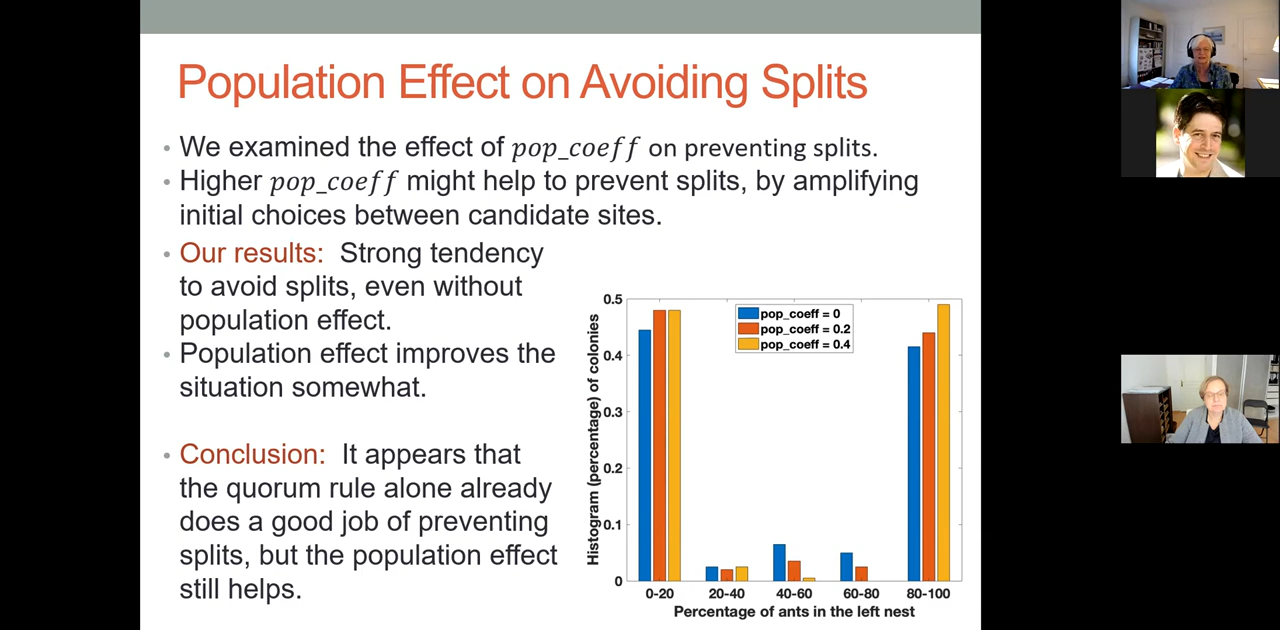 Population Effect on Avoiding Splits
• We examined the effect of pop_coeff on preventing splits.
• Higher pop_coeff might help to prevent splits, by amplifying
initial choices between candidate sites.
• Our results: Strong tendency
to avoid splits, even without
population effect.
• Population effect improves the
situation somewhat.
• Conclusion: It appears that
the quorum rule alone already
does a good job of preventing
splits, but the population effect
still helps.
Histogram (percentage) of colonies
0.5
0.4
0.3
0.2
0.1
0
pop_coeff = 0
pop_coeff = 0.2
pop_coeff = 0.4
0-20 20-40 40-60 60-80 80-100
Percentage of ants in the left nest